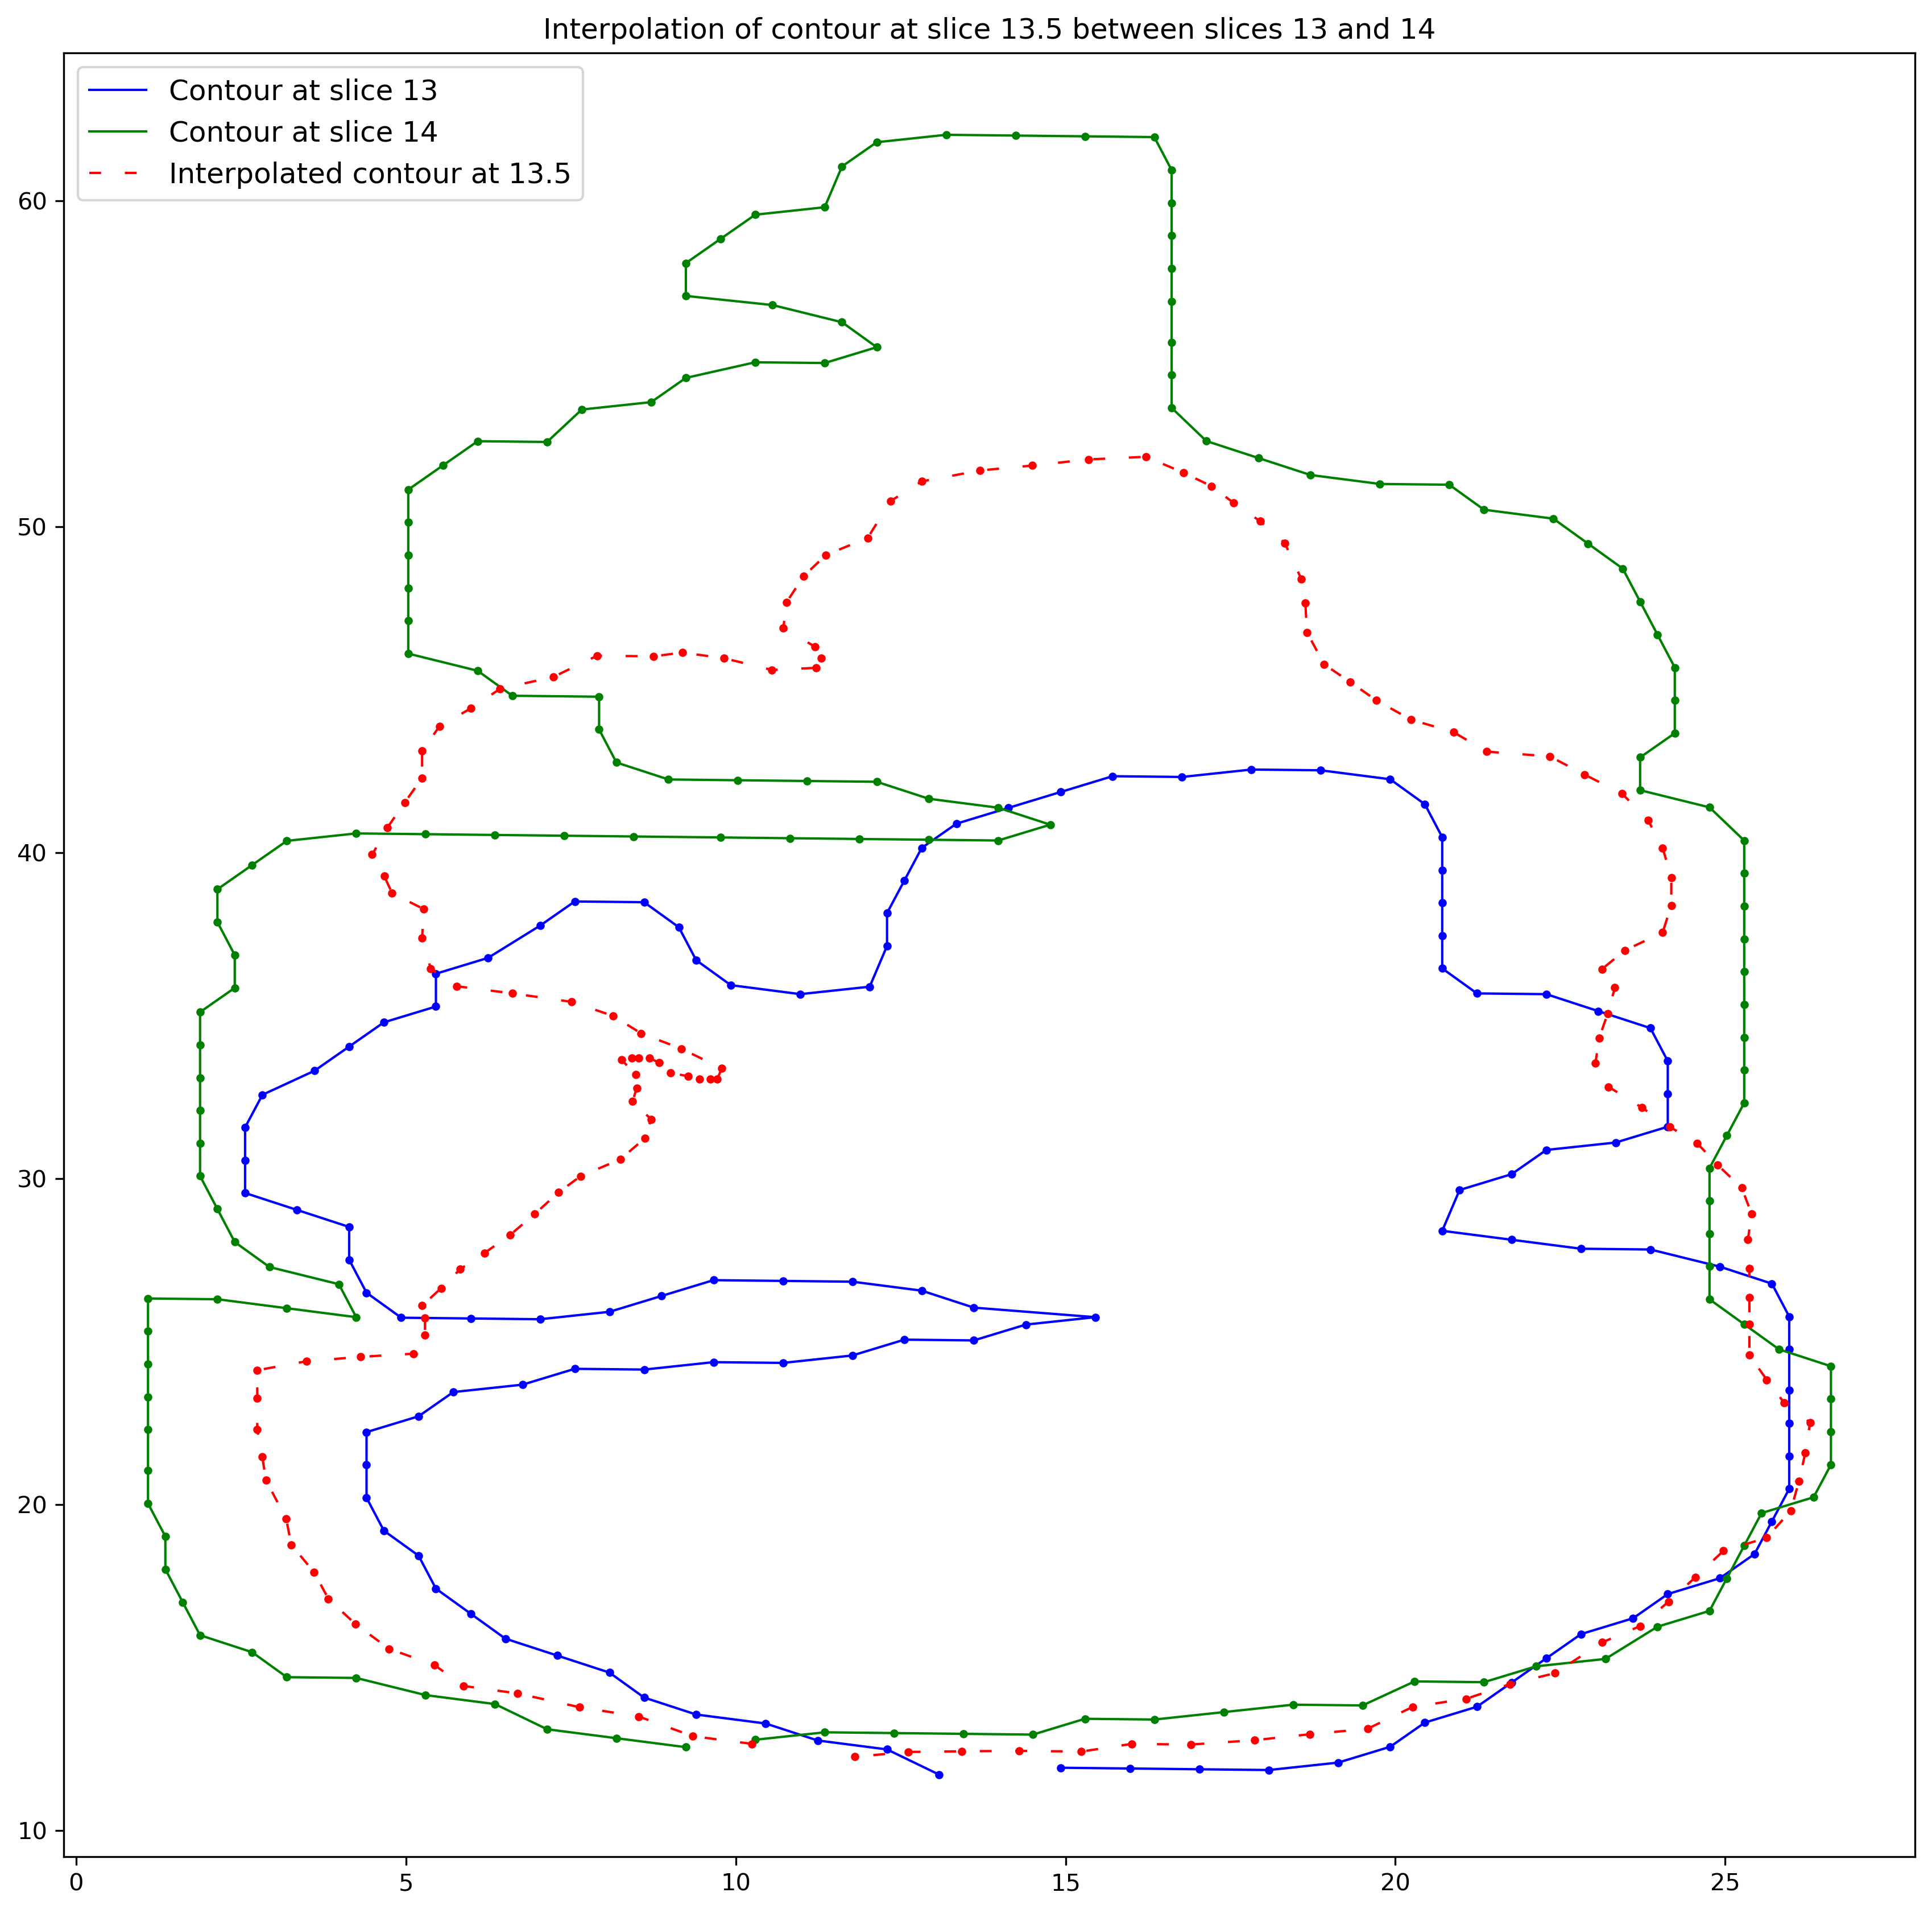 Interpolation of contour at slice 13.5 between slices 13 and 14
Contour at slice 13
Contour at slice 14
Interpolated contour at 13.5
60
50
40
30
20
10
0 5 10 15 20 25